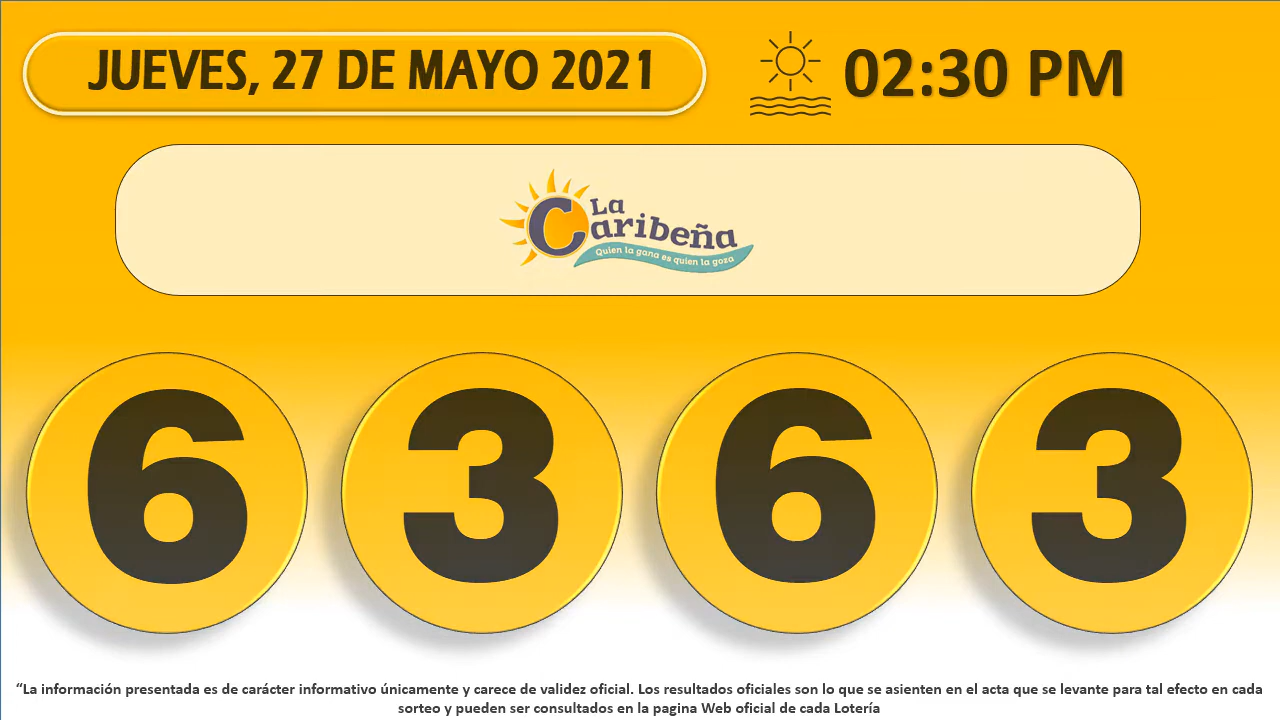 JUEVES, 27 DE MAYO 2021
02:30 PM
La
Caribeña
Quien la gana es quien la goza
6 3 6 3
“La información presentada es de carácter informativo únicamente y carece de validez oficial. Los resultados oficiales son lo que se asienten en el acta que se levante para tal efecto en cada
sorteo y pueden ser consultados en la pagina Web oficial de cada Lotería